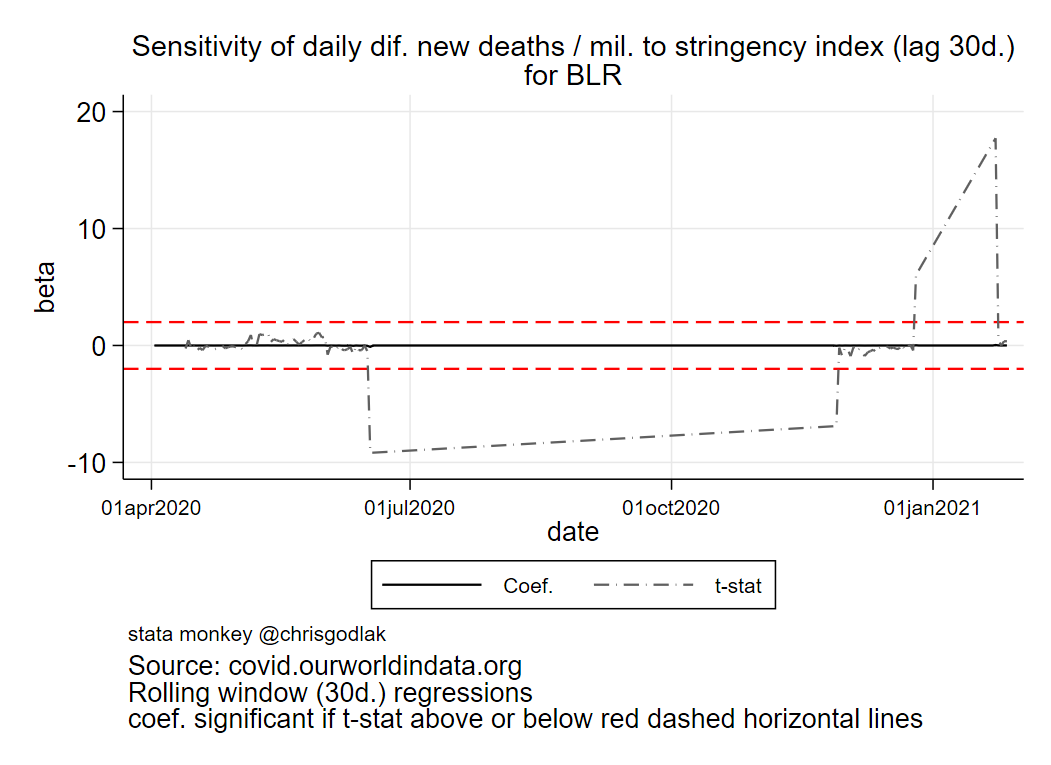 Sensitivity of daily dif. new deaths / mil. to stringency index (lag 30d.)
for BLR
20
10
0
-10
beta
01apr2020
01jul2020
01oct2020
01jan2021
date
Coef.
t-stat
stata monkey @chrisgodlak
Source: covid.ourworldindata.org
Rolling window (30d.) regressions
coef. significant if t-stat above or below red dashed horizontal lines